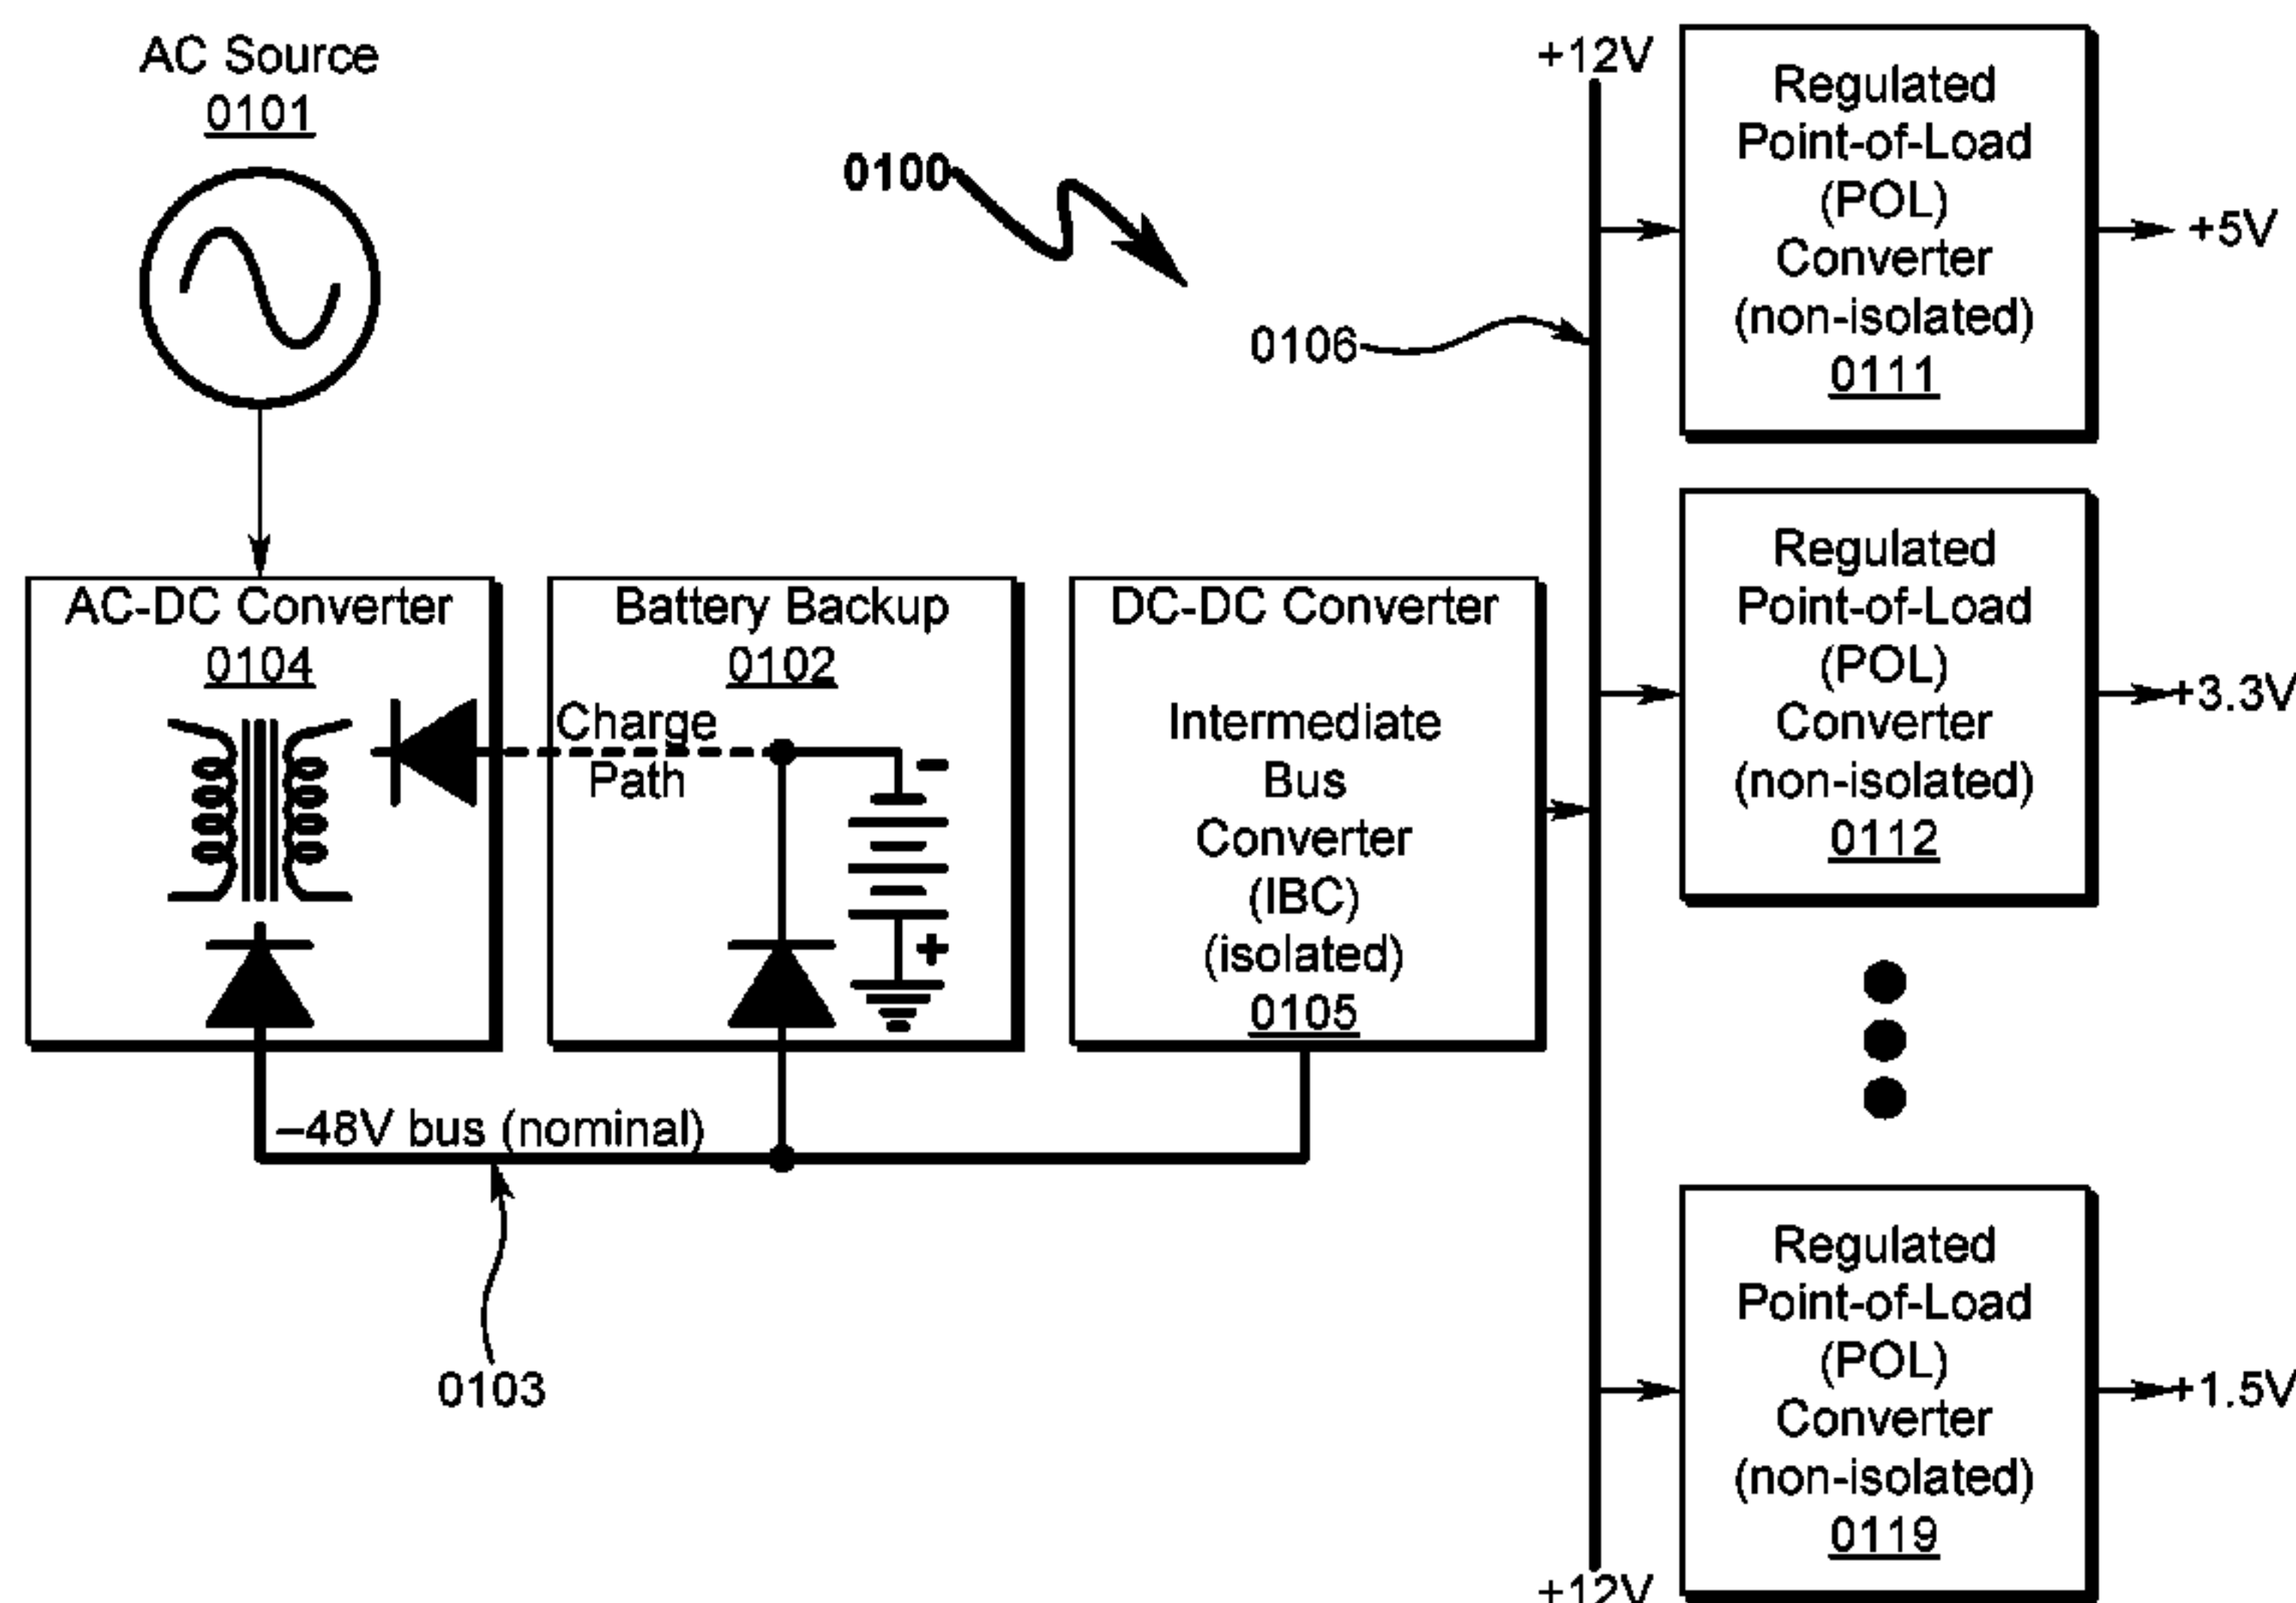 AC Source
0101
0100
0106
+12V
Regulated
Point-of-Load
(POL)
Converter
(non-isolated)
0111
+5V
AC-DC Converter
0104
Battery Backup
0102
Charge
Path
-
+
DC-DC Converter
Intermediate
Bus
Converter
(IBC)
(isolated)
0105
Regulated
Point-of-Load
(POL)
Converter
(non-isolated)
0112
+3.3V
–48V bus (nominal)
0103
Regulated
Point-of-Load
(POL)
Converter
(non-isolated)
0119
+1.5V
+12V